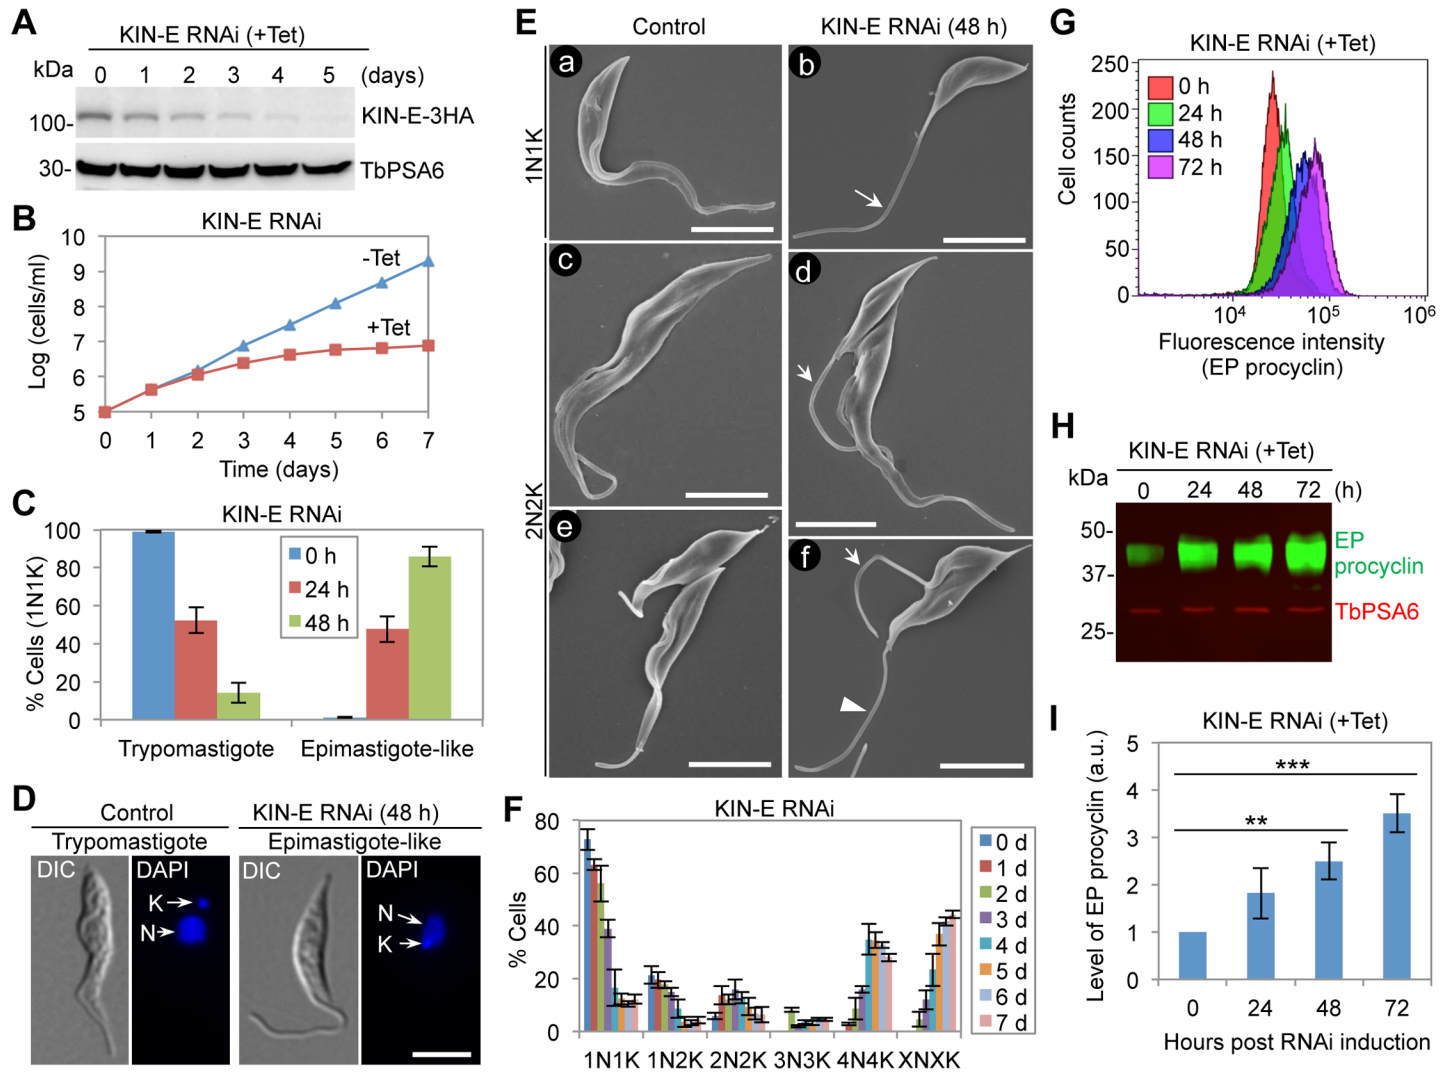 A
KIN-E RNAi (+Tet)
kDa
0 1 2 3 4 5 (days)
100-
KIN-E-3HA
30-
TbPSA6
B
KIN-E RNAi
Log (cells/ml)
10
9
8
7
6
5
-Tet
+Tet
0 1 2 3 4 5 6 7
Time (days)
C
KIN-E RNAi
% Cells (1N1K)
100
80
60
40
20
0
0 h
24 h
48 h
Trypomastigote Epimastigote-like
D
Control KIN-E RNAi (48 h)
Trypomastigote Epimastigote-like
DIC DAPI DIC DAPI
K
N
N
K
E
Control KIN-E RNAi (48 h)
1N1K
2N2K
a b
c d
e f
F
KIN-E RNAi
% Cells
80
60
40
20
0
0 d
1 d
2 d
3 d
4 d
5 d
6 d
7 d
1N1K 1N2K 2N2K 3N3K 4N4K XNXK
G
KIN-E RNAi (+Tet)
Cell counts
250
200
150
100
50
0
0 h
24 h
48 h
72 h
10⁴ 10⁵ 10⁶
Fluorescence intensity
(EP procyclin)
H
KIN-E RNAi (+Tet)
kDa
0 24 48 72 (h)
50-
37-
25-
EP
procyclin
TbPSA6
I
KIN-E RNAi (+Tet)
Level of EP procyclin (a.u.)
5
4
3
2
1
0
***
**
0 24 48 72
Hours post RNAi induction